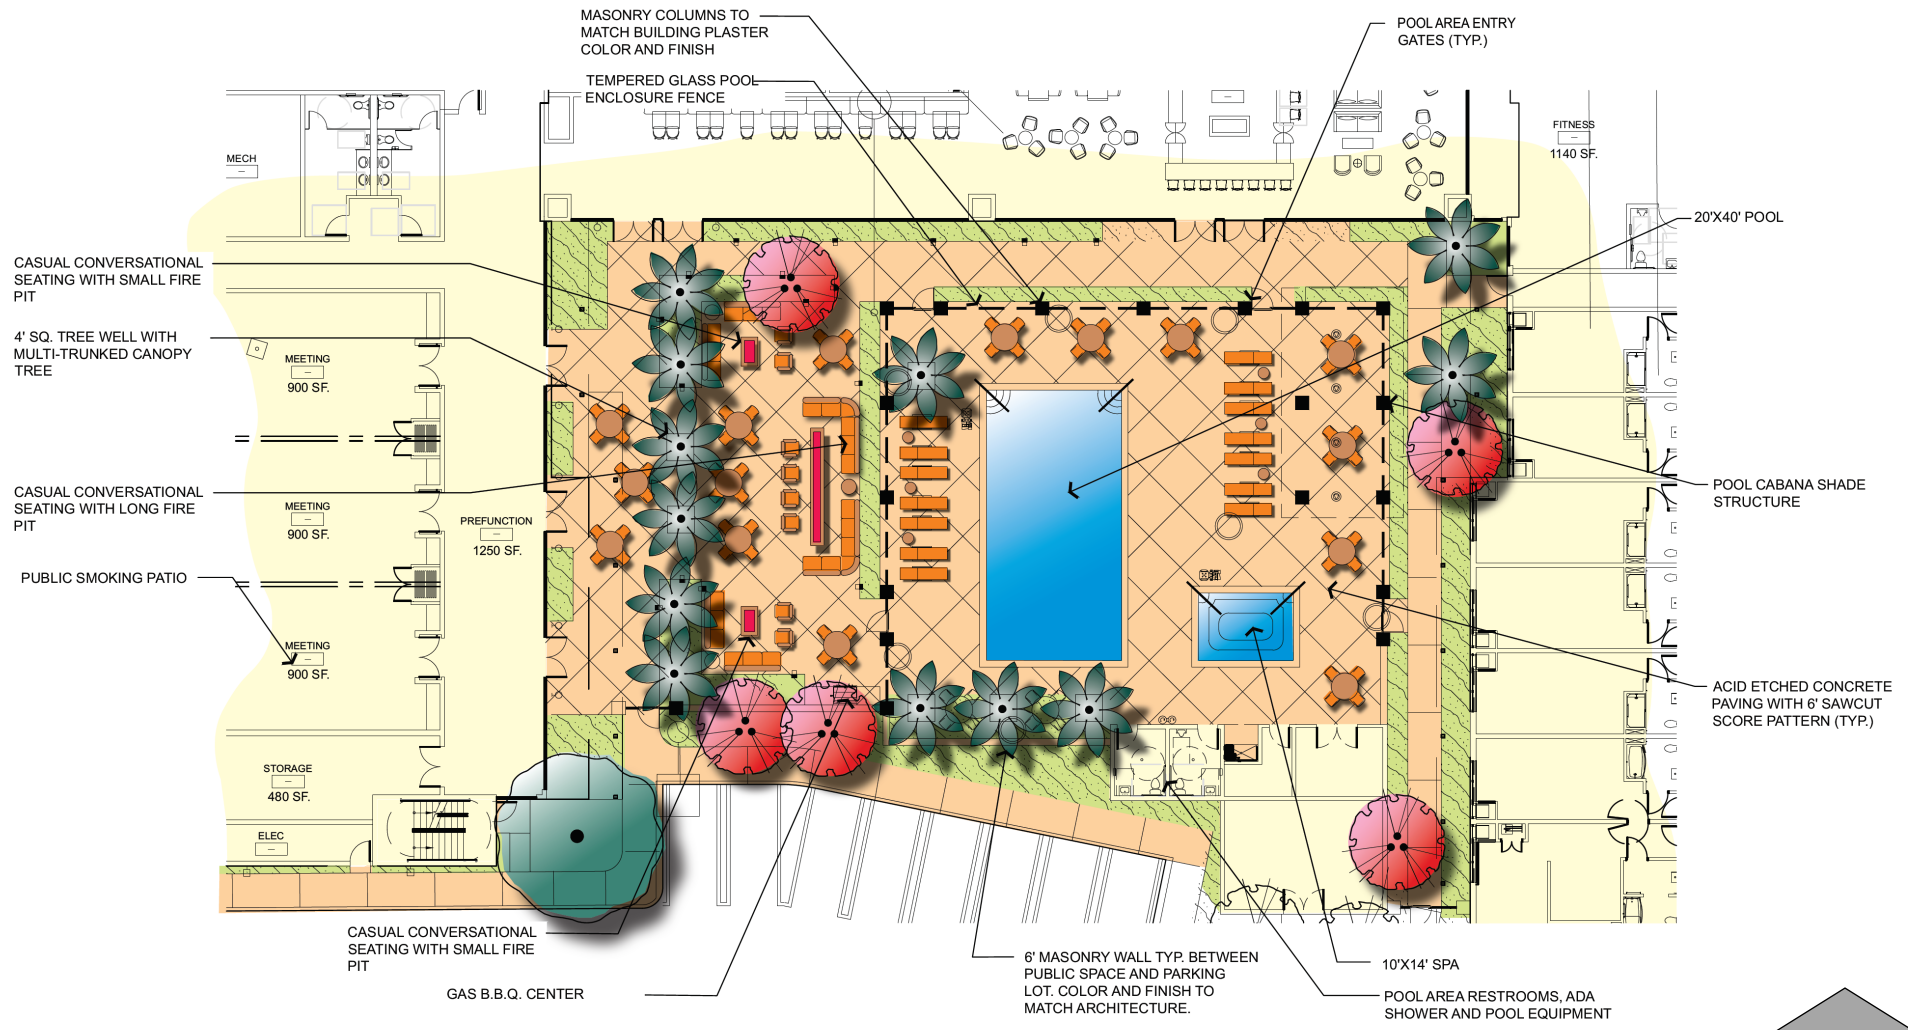 MASONRY COLUMNS TO
MATCH BUILDING PLASTER
COLOR AND FINISH
TEMPERED GLASS POOL
ENCLOSURE FENCE
POOL AREA ENTRY
GATES (TYP.)
FITNESS
1140 SF.
MECH
20'X40' POOL
CASUAL CONVERSATIONAL
SEATING WITH SMALL FIRE
PIT
4' SQ. TREE WELL WITH
MULTI-TRUNKED CANOPY
TREE
MEETING
900 SF.
CASUAL CONVERSATIONAL
SEATING WITH LONG FIRE
PIT
MEETING
900 SF.
PREFUNCTION
1250 SF.
POOL CABANA SHADE
STRUCTURE
PUBLIC SMOKING PATIO
MEETING
900 SF.
ACID ETCHED CONCRETE
PAVING WITH 6' SAWCUT
SCORE PATTERN (TYP.)
STORAGE
480 SF.
ELEC
CASUAL CONVERSATIONAL
SEATING WITH SMALL FIRE
PIT
GAS B.B.Q. CENTER
6' MASONRY WALL TYP. BETWEEN
PUBLIC SPACE AND PARKING
LOT. COLOR AND FINISH TO
MATCH ARCHITECTURE.
10'X14' SPA
POOL AREA RESTROOMS, ADA
SHOWER AND POOL EQUIPMENT